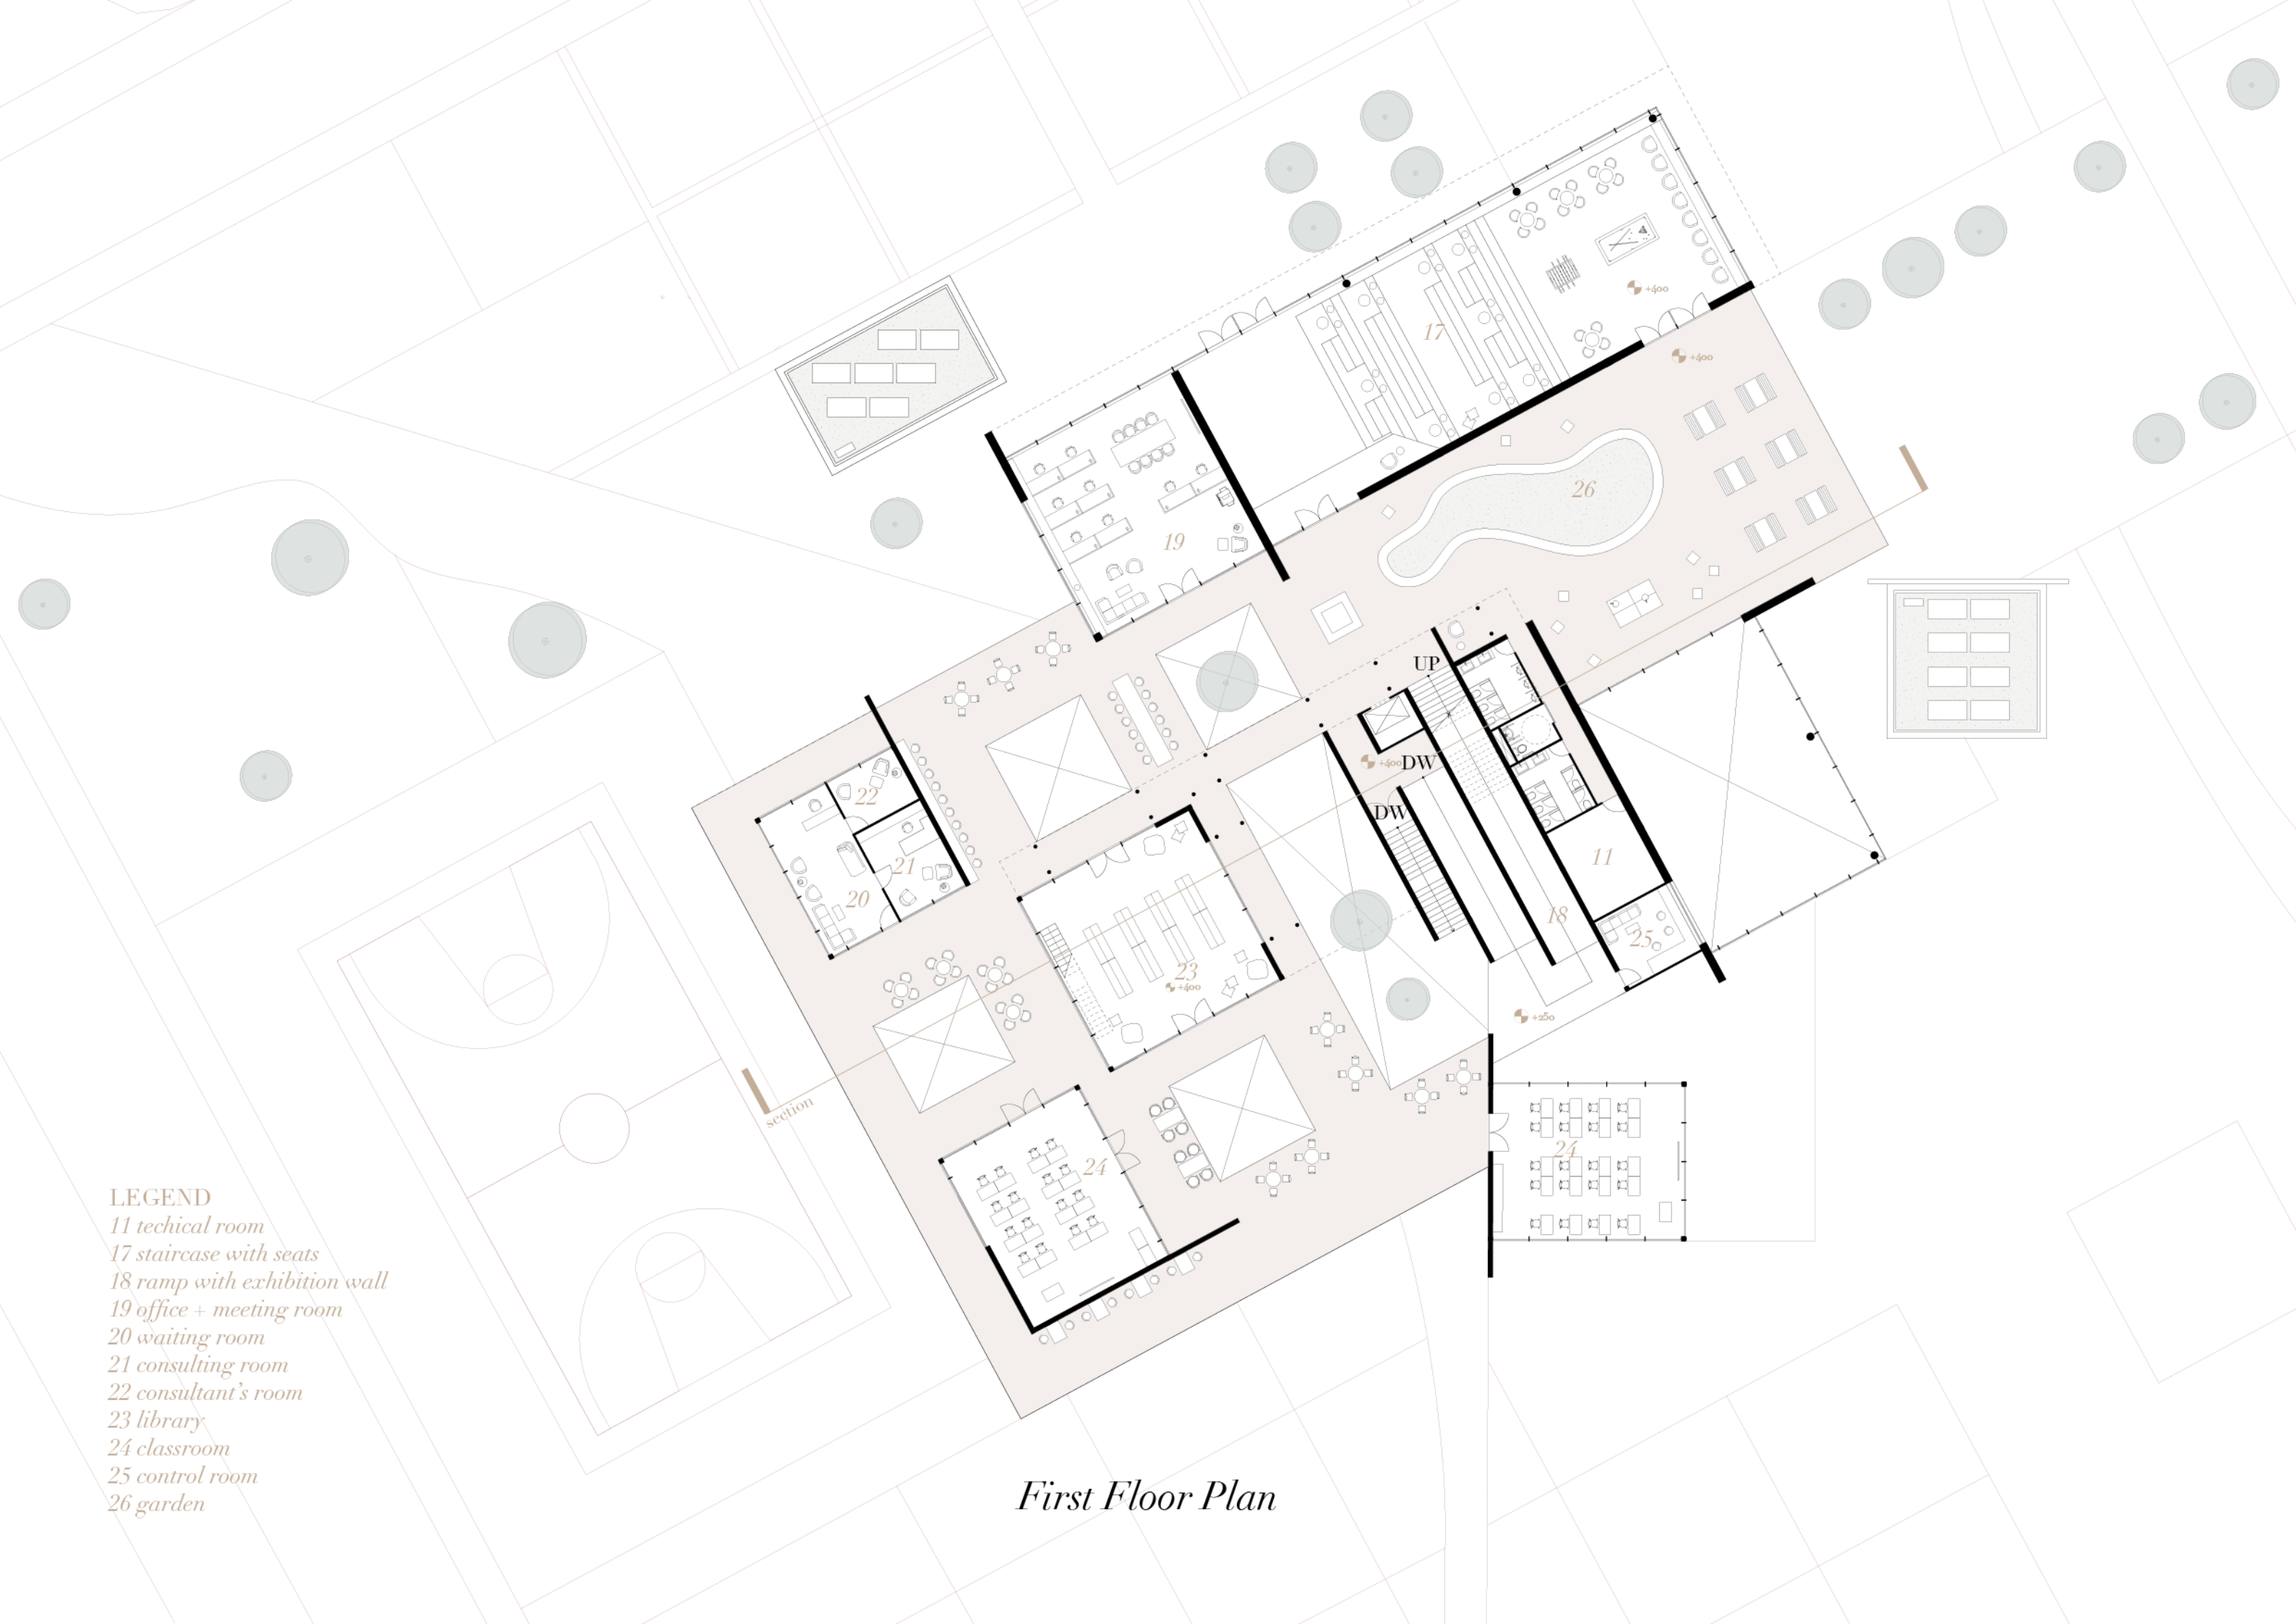 17
+400
+400
26
19
UP
DW
+400
22
DW
21
11
20
18
25
23
+400
+250
section
24
24
LEGEND
11 techical room
17 staircase with seats
18 ramp with exhibition wall
19 office + meeting room
20 waiting room
21 consulting room
22 consultant's room
23 library
24 classroom
25 control room
26 garden
First Floor Plan